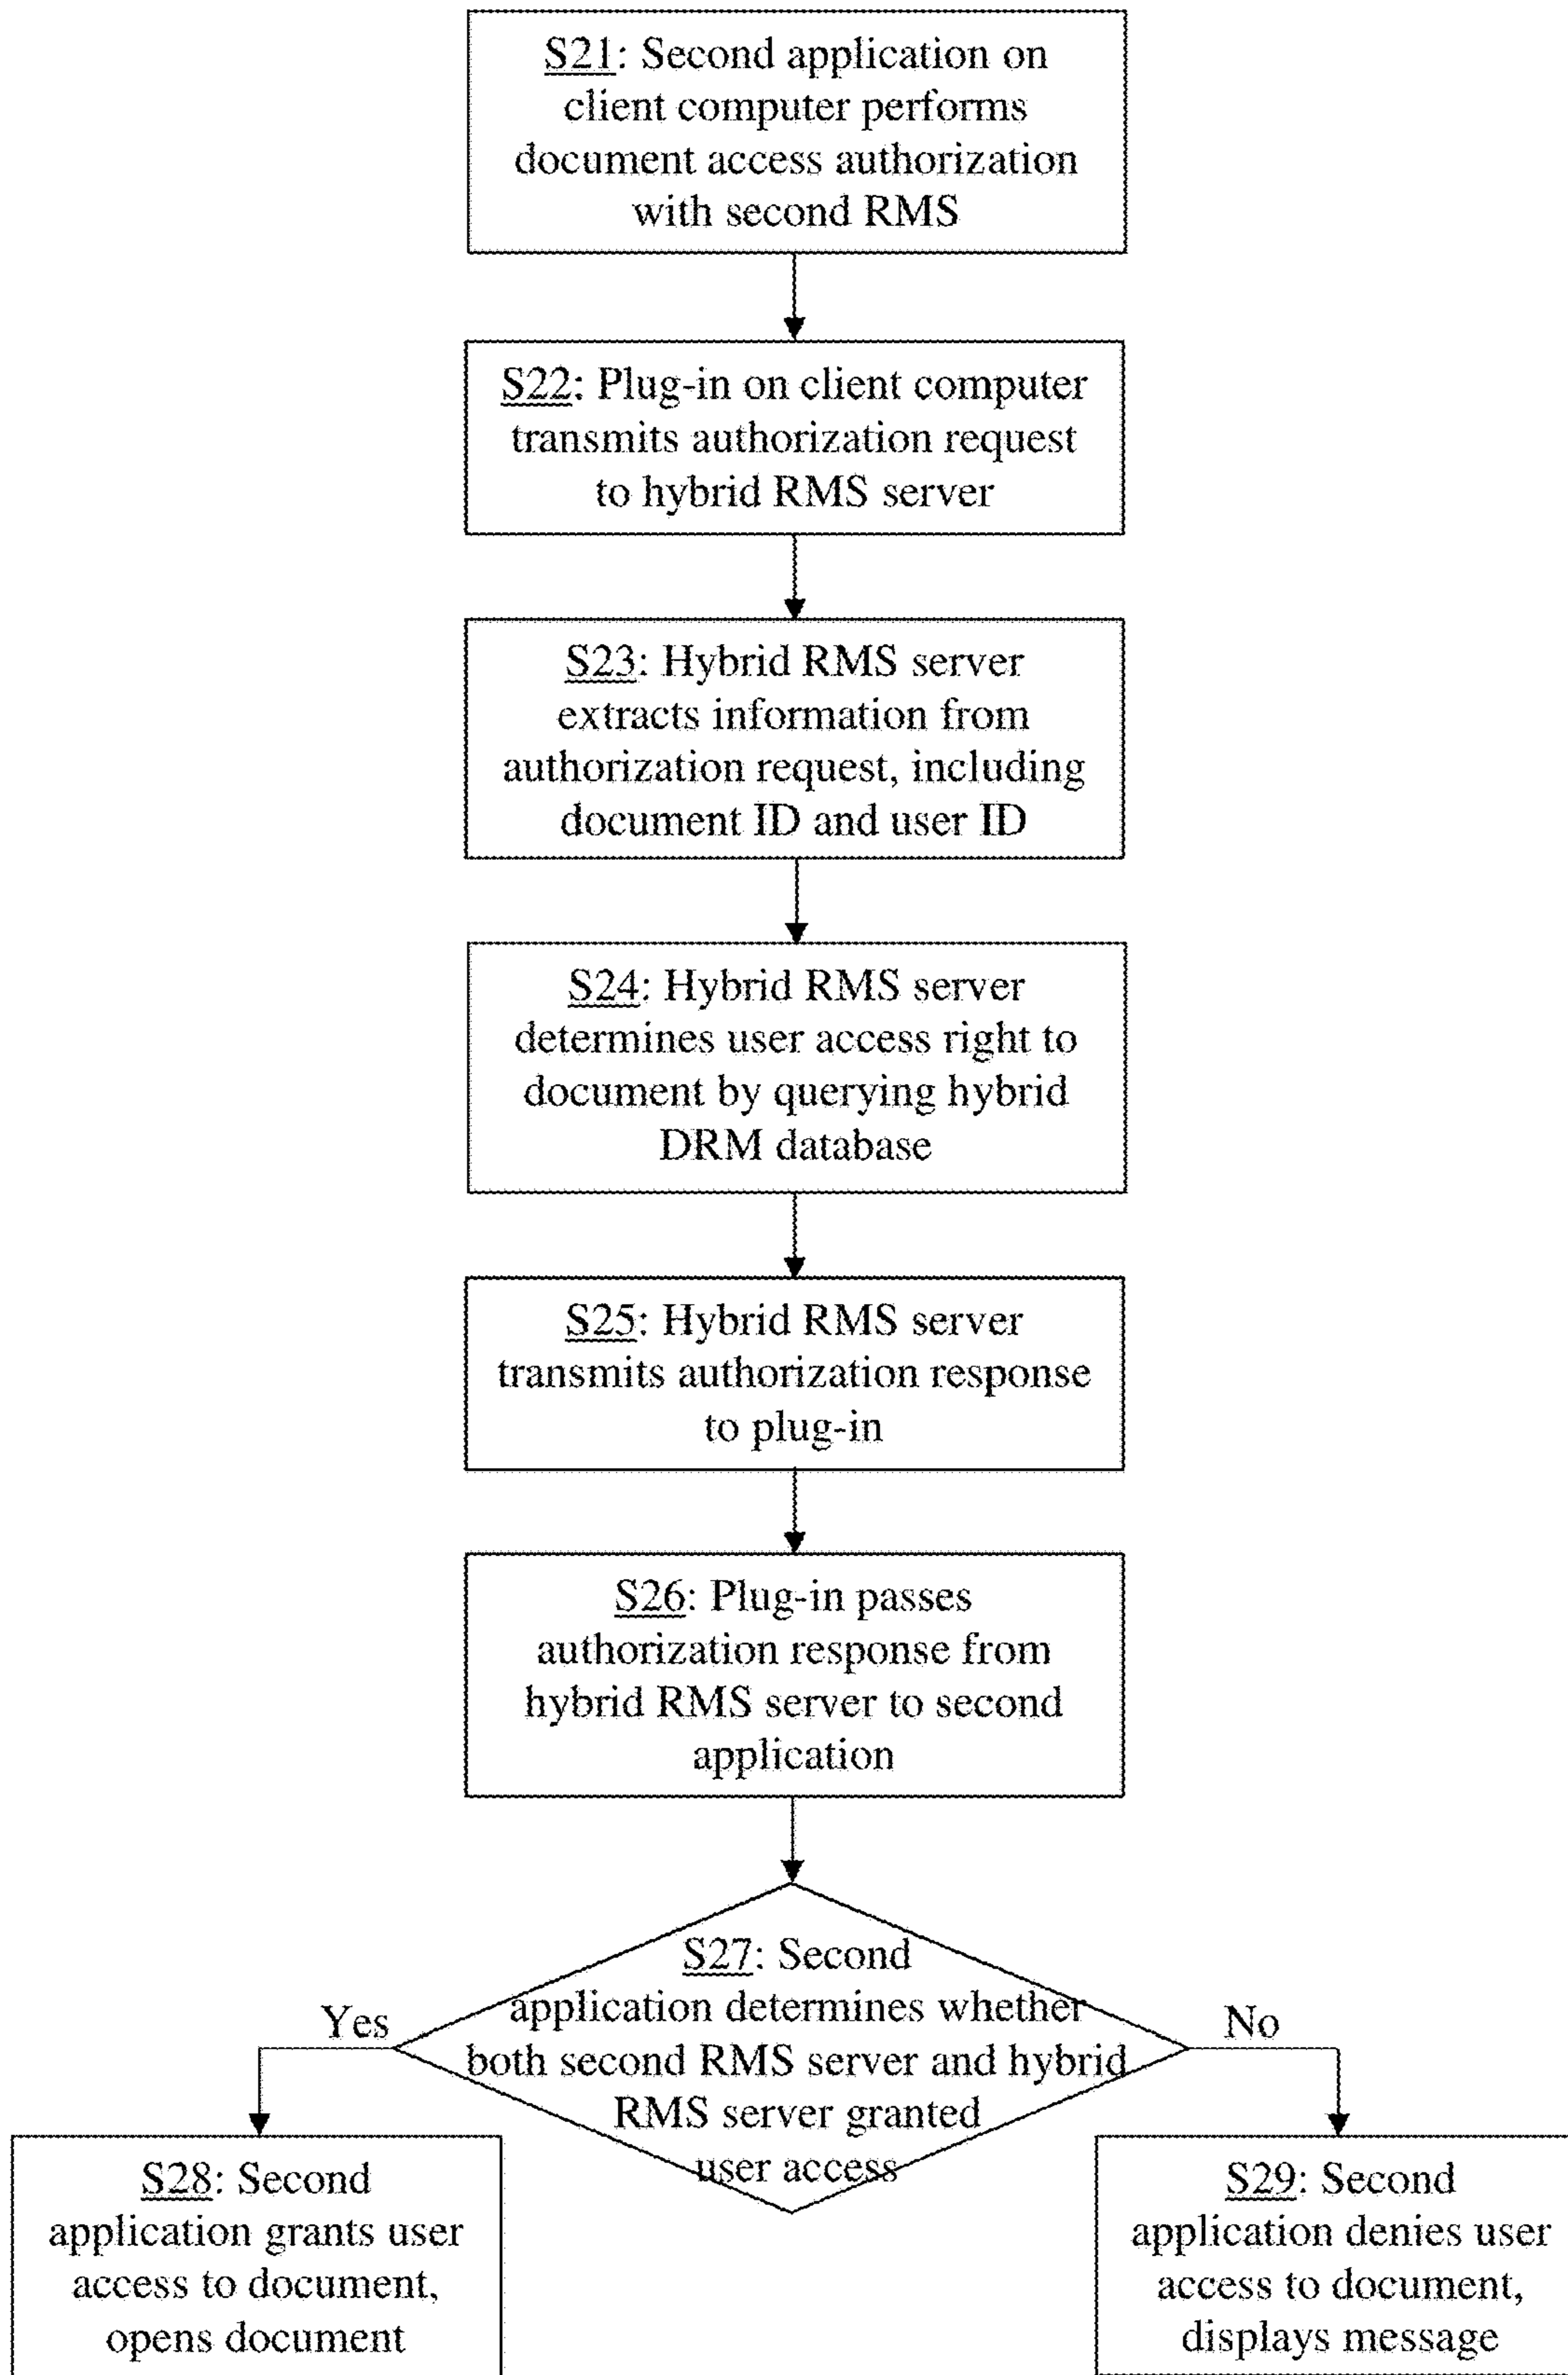 S21: Second application on
client computer performs
document access authorization
with second RMS
S22: Plug-in on client computer
transmits authorization request
to hybrid RMS server
S23: Hybrid RMS server
extracts information from
authorization request, including
document ID and user ID
S24: Hybrid RMS server
determines user access right to
document by querying hybrid
DRM database
S25: Hybrid RMS server
transmits authorization response
to plug-in
S26: Plug-in passes
authorization response from
hybrid RMS server to second
application
S27: Second
application determines whether
both second RMS server and hybrid
RMS server granted
user access
Yes
No
S28: Second
application grants user
access to document,
opens document
S29: Second
application denies user
access to document,
displays message